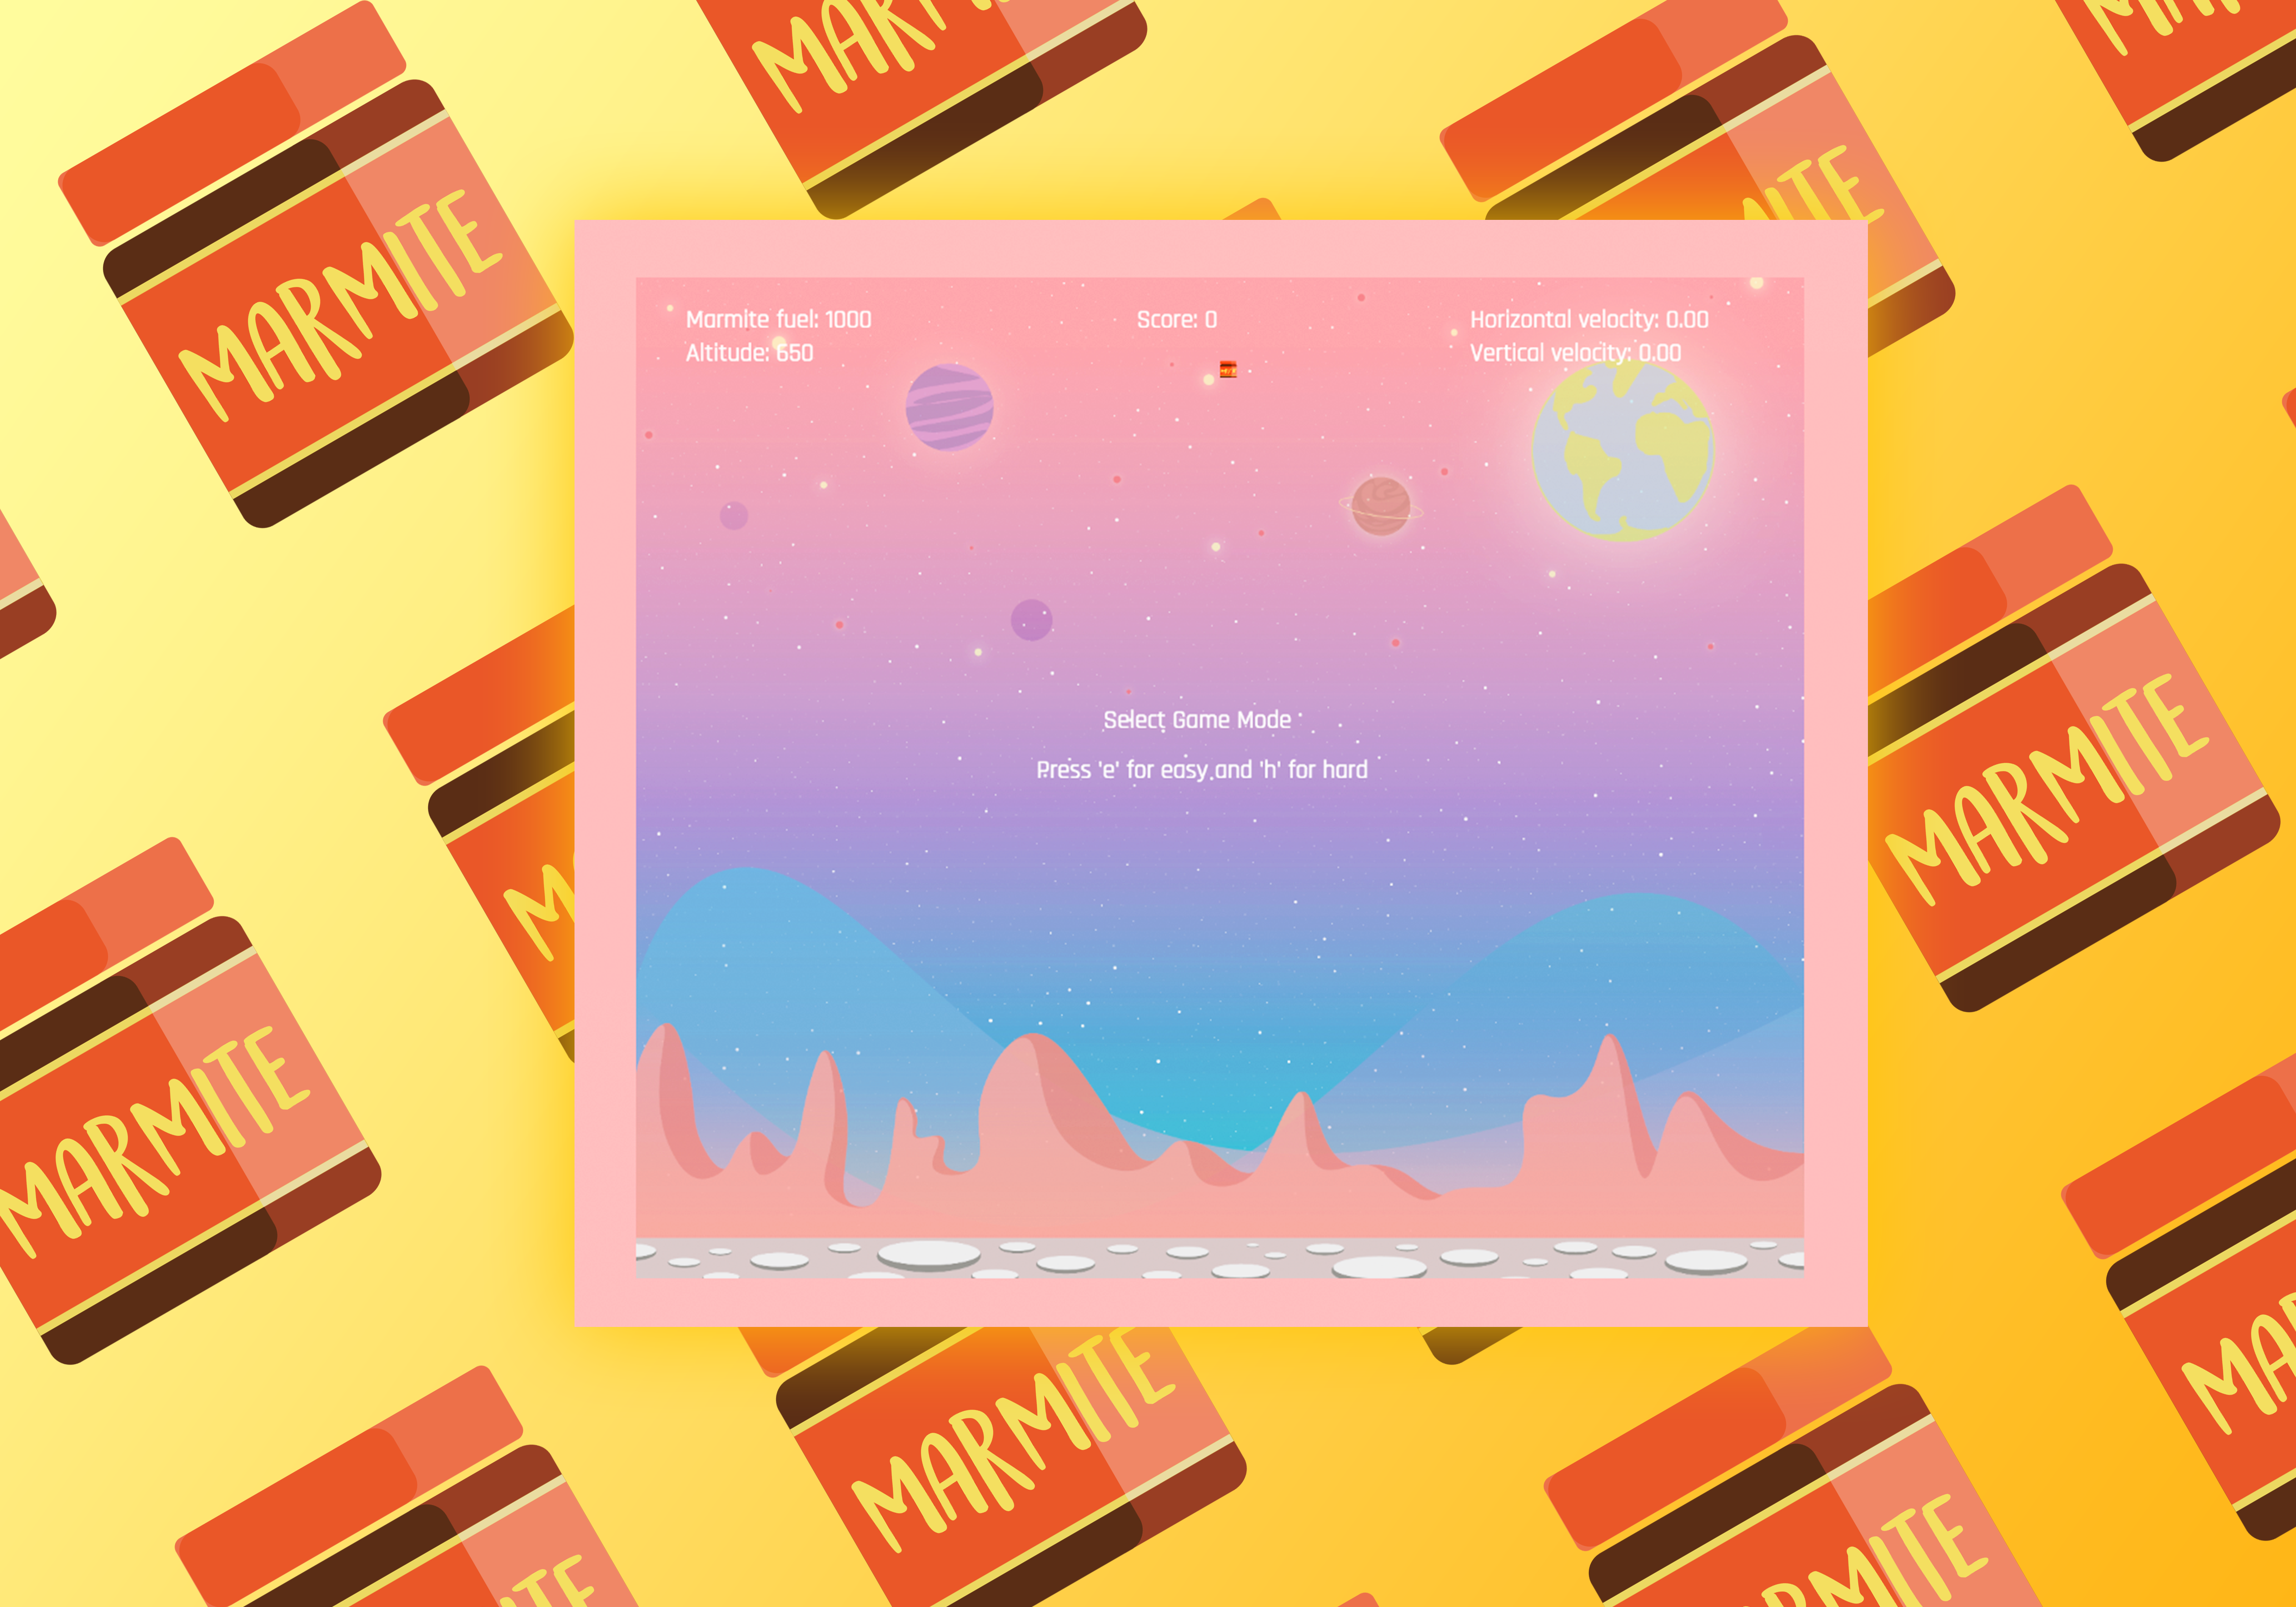 MARMITE
MARM
MARMITE
Marmite fuel: 1000
Score: 0
Horizontal velocity: 0.00
Altitude: 650
Vertical velocity: 0.00
Select Game Mode
Press 'e' for easy and 'h' for hard
MARMITE
MARMITE
MARMITE